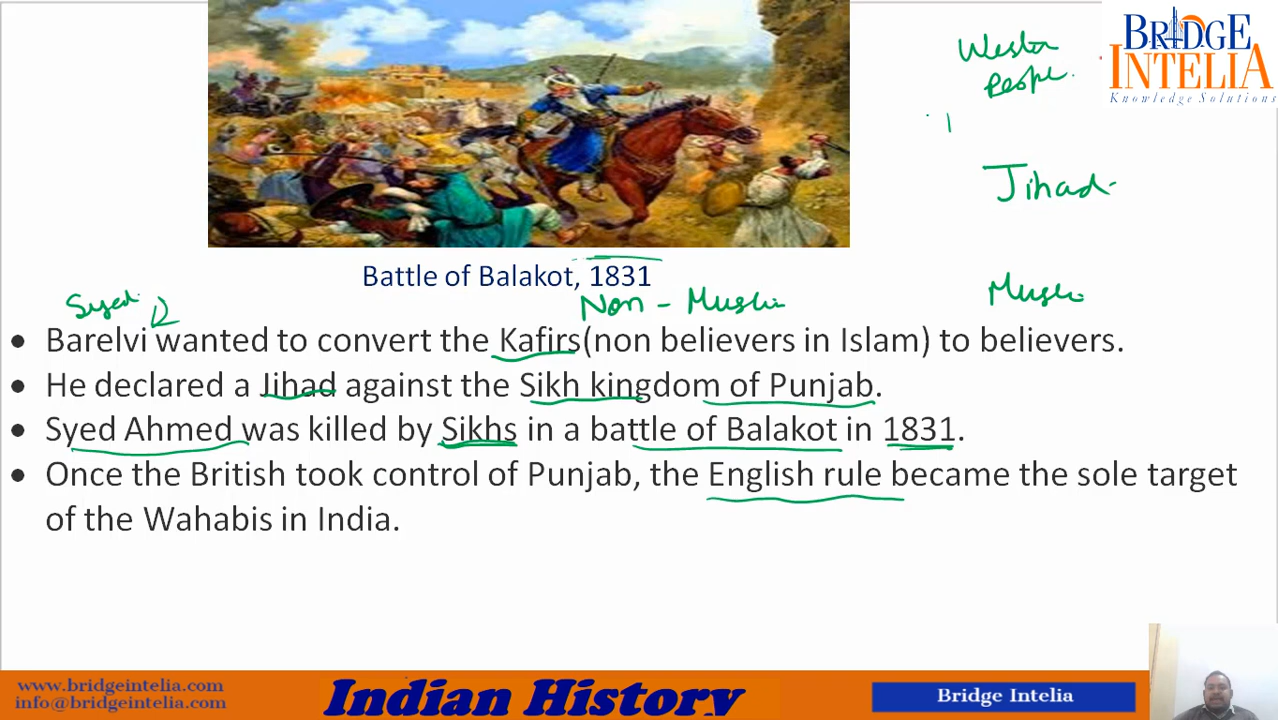 Western
People.
BRIDGE
INTELIA
Knowledge Solutions
Jihad
Battle of Balakot, 1831
Syed
Non - Muslim
Muslim
• Barelvi wanted to convert the Kafirs(non believers in Islam) to believers.
• He declared a Jihad against the Sikh kingdom of Punjab.
• Syed Ahmed was killed by Sikhs in a battle of Balakot in 1831.
• Once the British took control of Punjab, the English rule became the sole target
of the Wahabis in India.
www.bridgeintelia.com
info@bridgeintelia.com
Indian History
Bridge Intelia